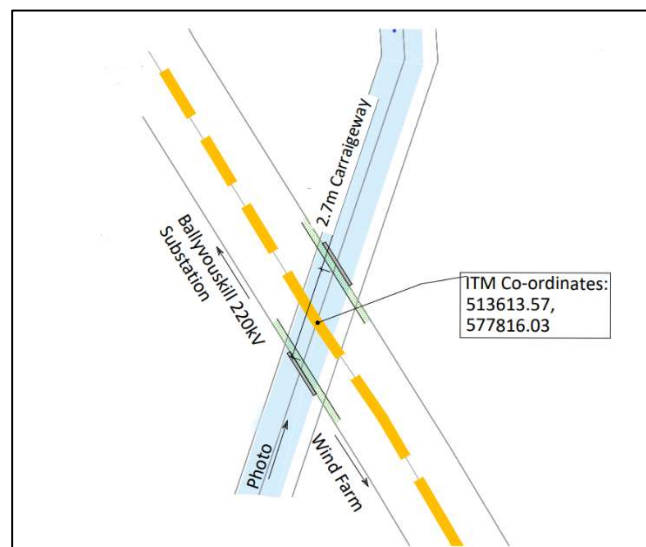 2.7m Carraigeway
Ballyvouskill 220kV
Substation
ITM Co-ordinates:
513613.57,
577816.03
Photo
Wind Farm